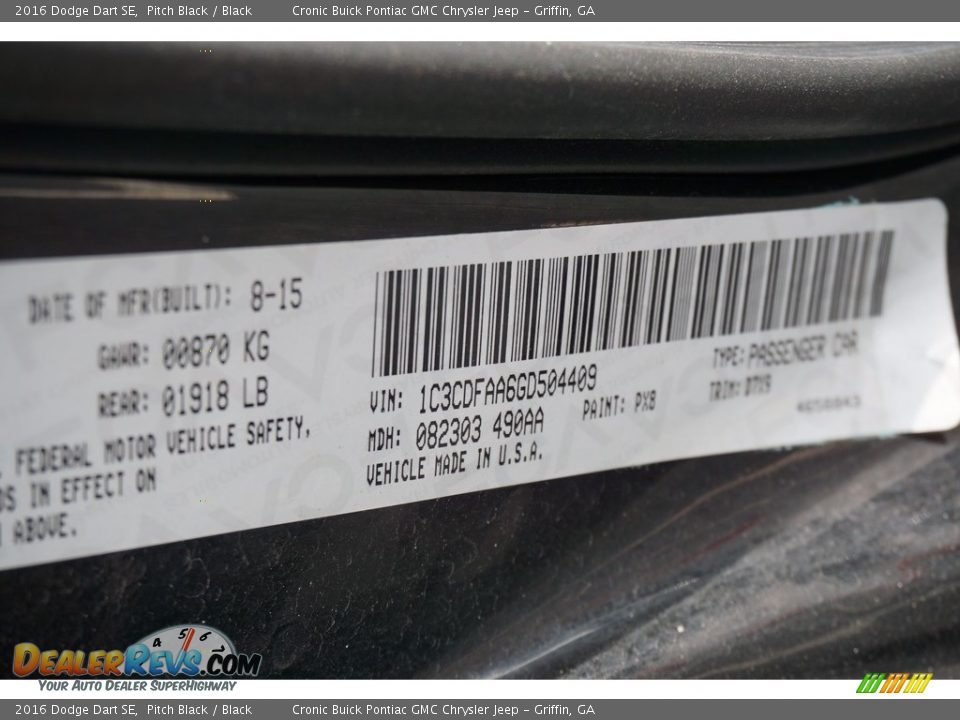 2016 Dodge Dart SE, Pitch Black / Black Cronic Buick Pontiac GMC Chrysler Jeep - Griffin, GA
DATE OF MFR(BUILT): 8-15
GAWR: 00870 KG
REAR: 01918 LB
FEDERAL MOTOR VEHICLE SAFETY,
IN EFFECT ON
ABOVE.
VIN: 1C3CDFAA6GD504409
TYPE: PASSENGER CAR
MDH: 082303 490AA
PAINT: PX8
TRIM:
VEHICLE MADE IN U.S.A.
4 5 6
DEALERREVS.COM
YOUR AUTO DEALER SUPERHIGHWAY
2016 Dodge Dart SE, Pitch Black / Black Cronic Buick Pontiac GMC Chrysler Jeep - Griffin, GA